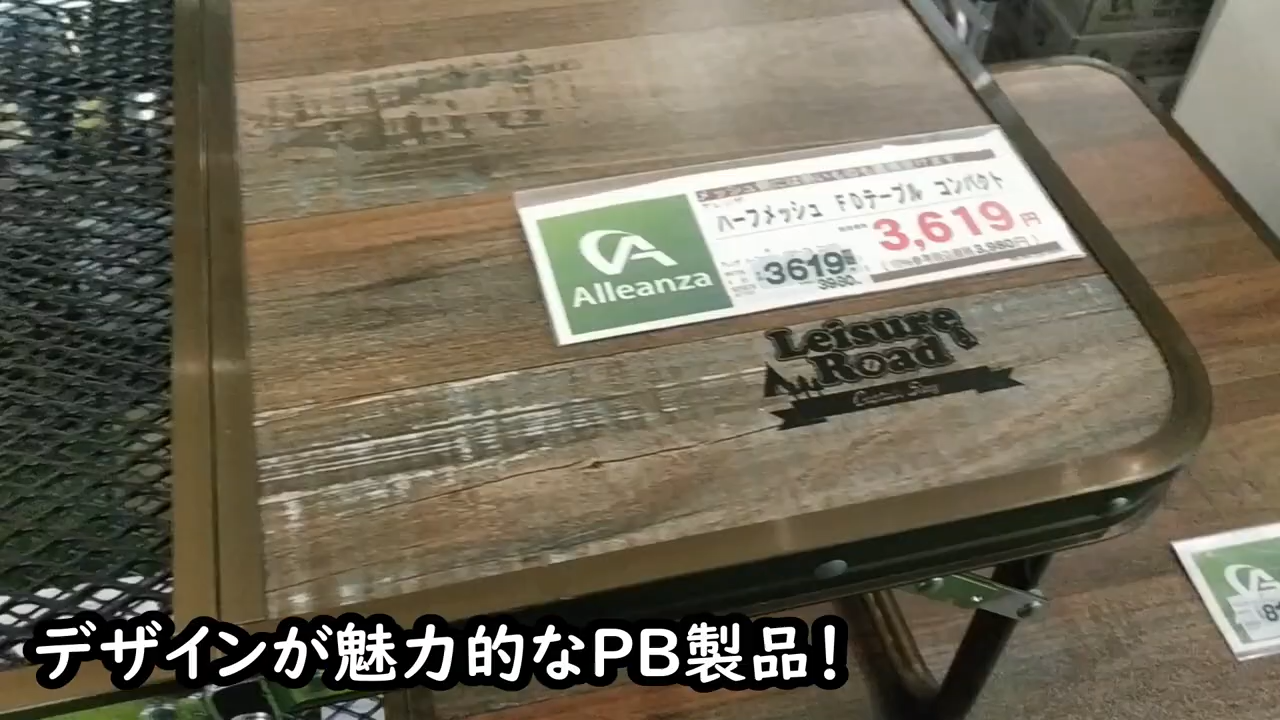 ハーフメッシュ FDテーブル コンパクト
3,619円
3619
3980
Alleanza
Leisure
Road
デザインが魅力的なPB製品!